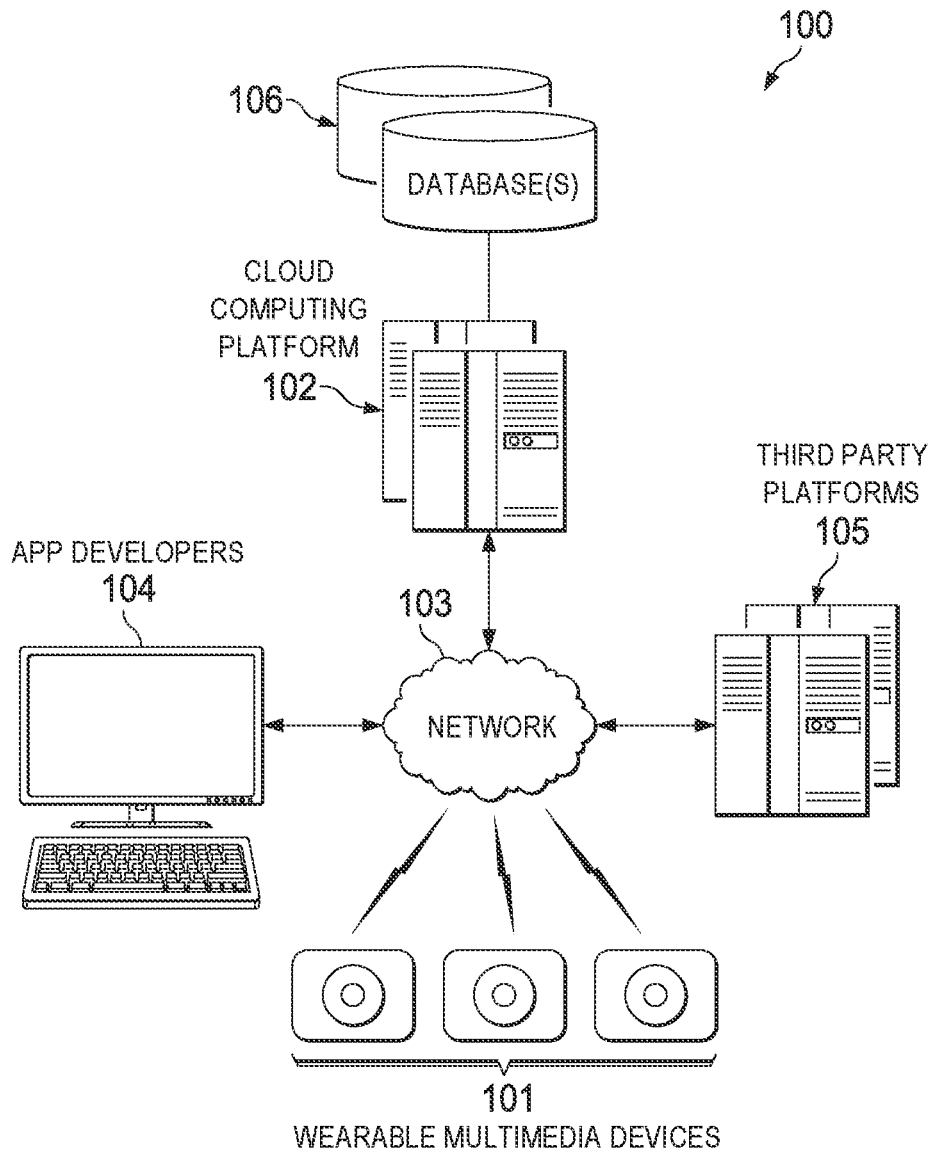 100
106
DATABASE(S)
CLOUD
COMPUTING
PLATFORM
102
THIRD PARTY
PLATFORMS
105
APP DEVELOPERS
104
103
NETWORK
101
WEARABLE MULTIMEDIA DEVICES